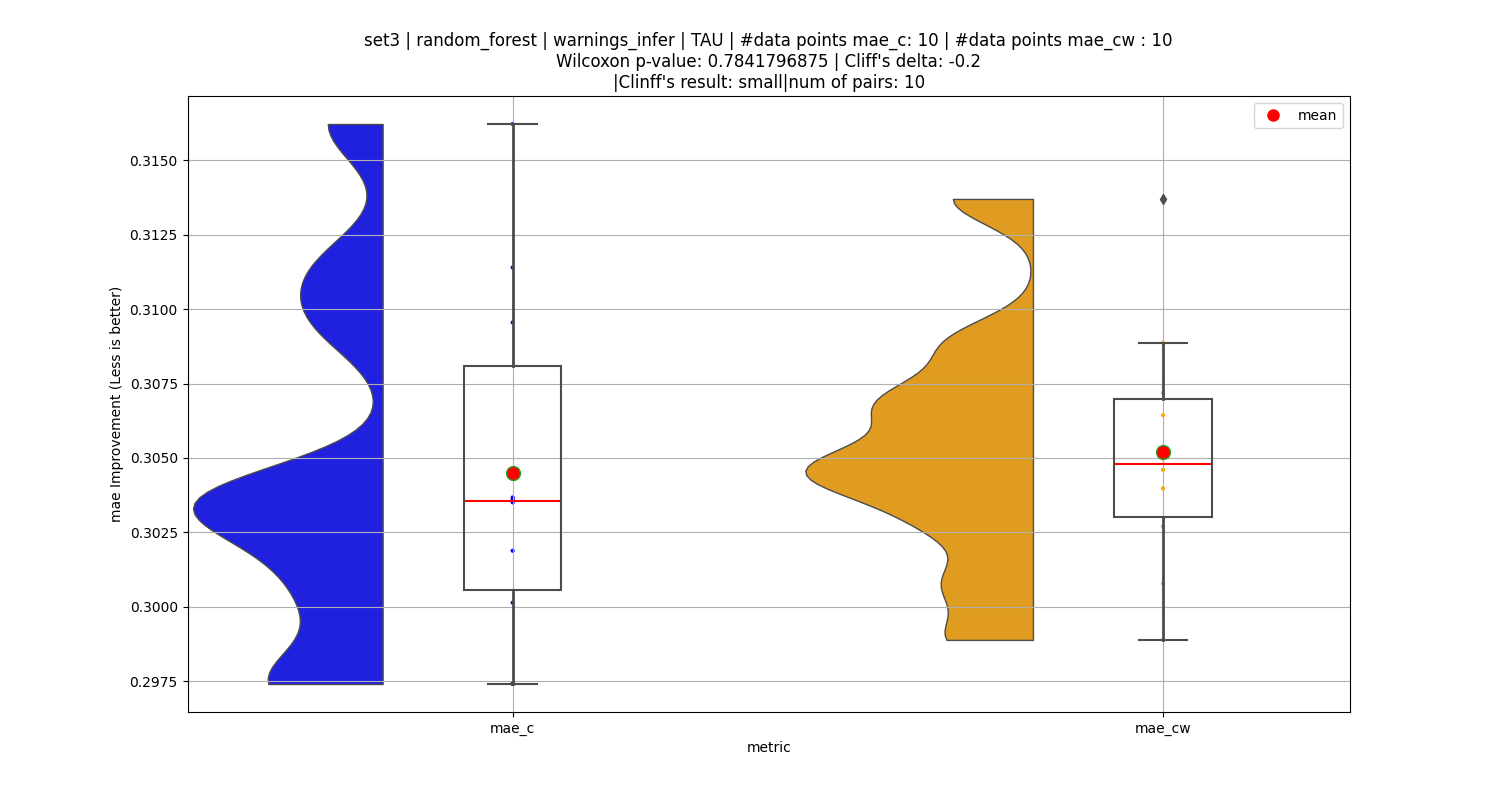 set3 | random_forest | warnings_infer | TAU | #data points mae_c: 10 | #data points mae_cw : 10
Wilcoxon p-value: 0.7841796875 | Cliff's delta: -0.2
|Clinff's result: small|num of pairs: 10
mean
0.3150
0.3125
0.3100
0.3075
0.3050
0.3025
0.3000
0.2975
mae Improvement (Less is better)
mae_c
mae_cw
metric